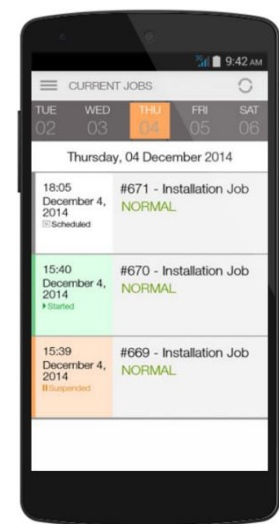 9:42 AM
CURRENT JOBS
TUE WED THU FRI SAT
02 03 04 05 06
Thursday, 04 December 2014
18:05
December 4,
2014
Scheduled
#671 - Installation Job
NORMAL
15:40
December 4,
2014
Started
#670 - Installation Job
NORMAL
15:39
December 4,
2014
Suspended
#669 - Installation Job
NORMAL